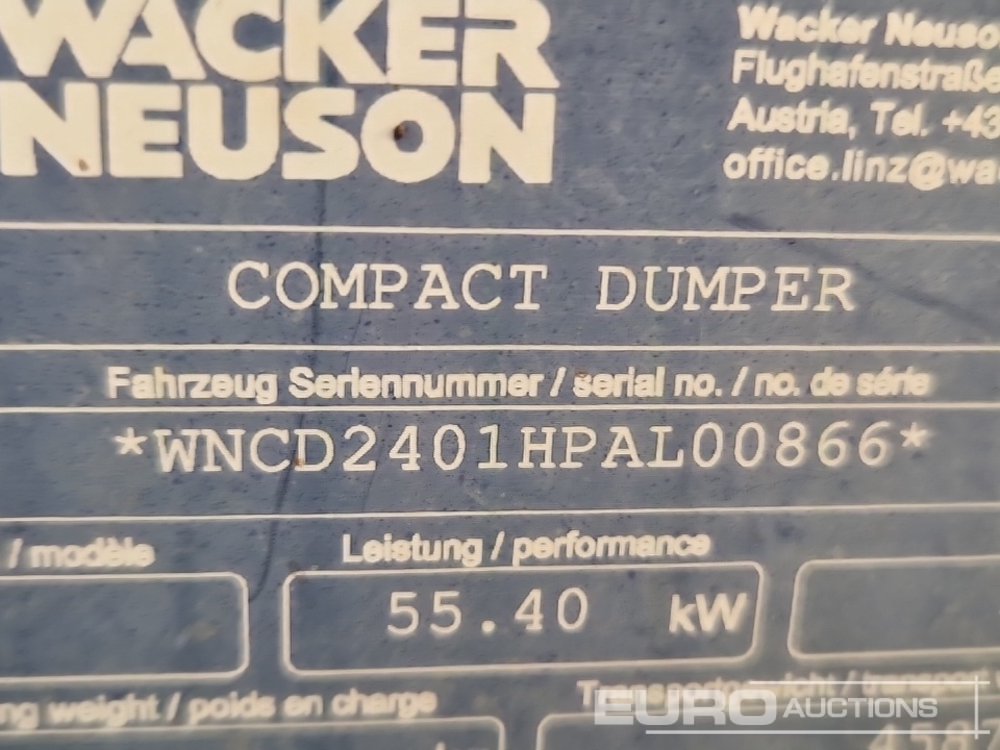 WACKER
NEUSON
Wacker Neuso
Flughafenstraße
Austria, Tel. +43
office.linz@wa
COMPACT DUMPER
Fahrzeug Seriennummer / serial no. / no. de série
*WNCD2401HPAL00866*
/ modèle
Leistung / performance
55.40 kW
ng weight / poids en charge
EURO AUCTIONS